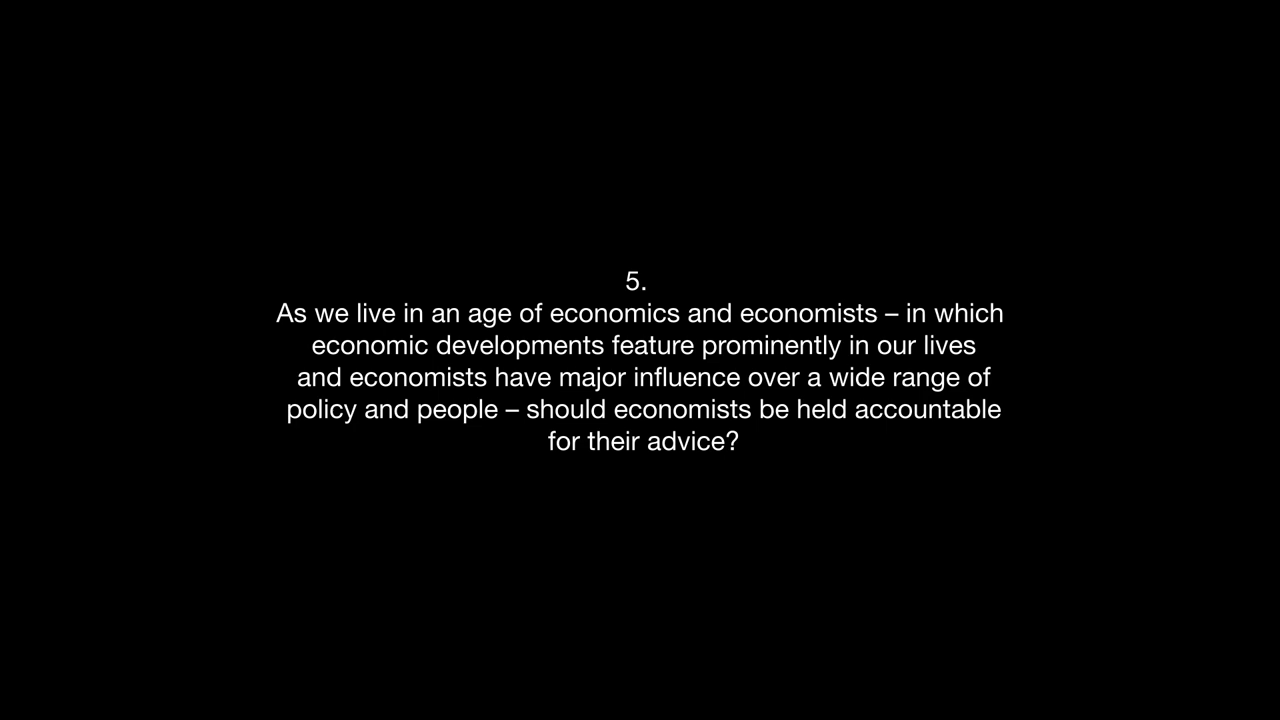 5.
As we live in an age of economics and economists – in which
economic developments feature prominently in our lives
and economists have major influence over a wide range of
policy and people – should economists be held accountable
for their advice?